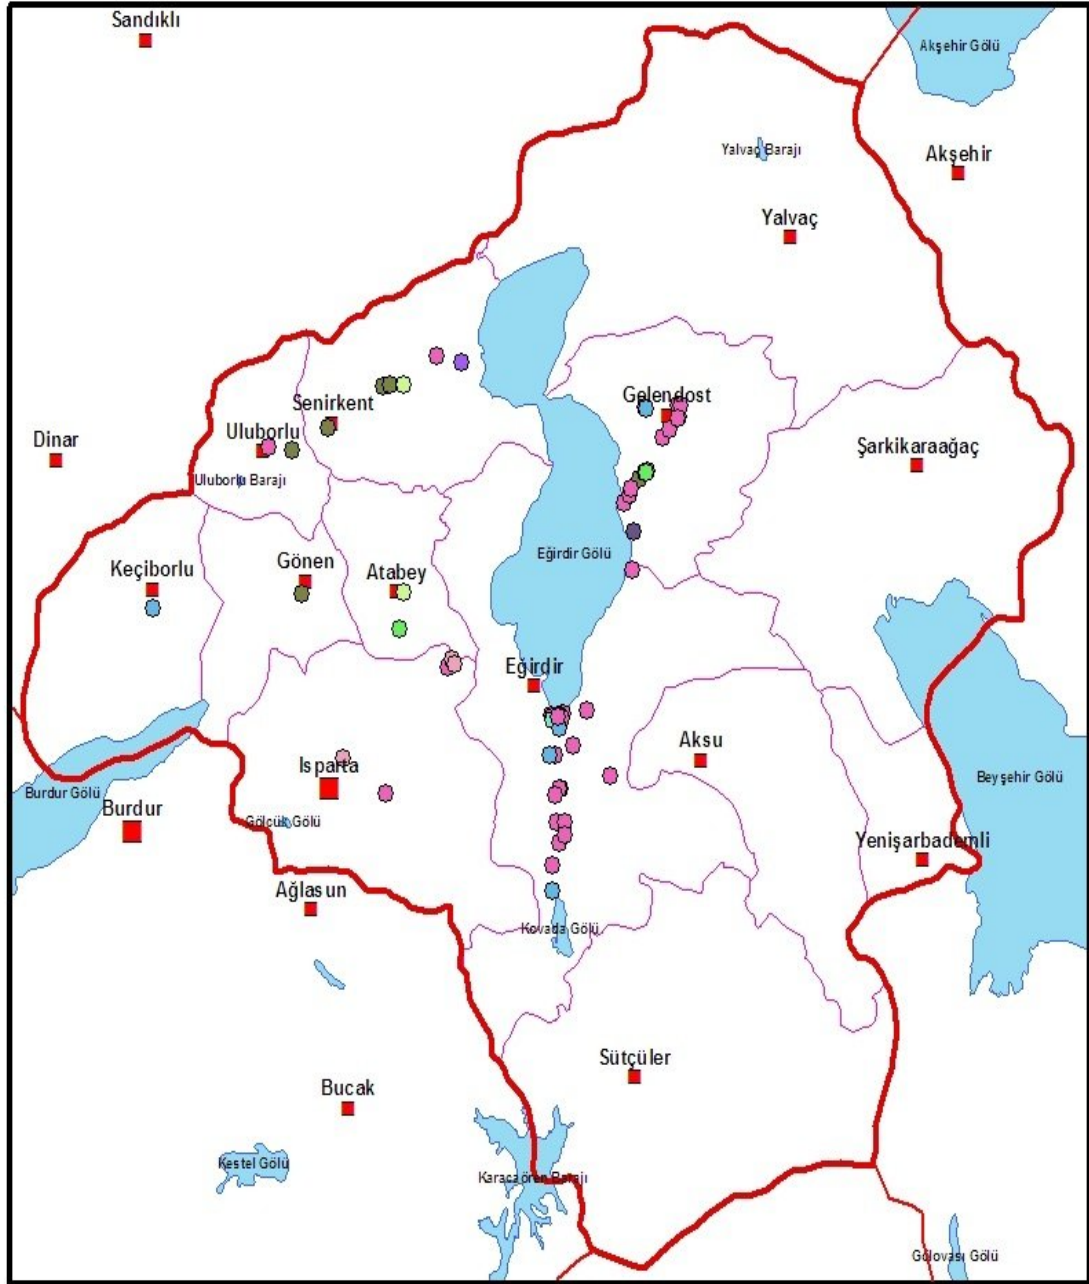 Sandıklı
Akşehir Gölü
Yalvaç Barajı
Akşehir
Yalvaç
Gelendost
Senirkent
Uluborlu
Dinar
Şarkikaraağaç
Uluborlu Barajı
Eğirdir Gölü
Gönen
Keçiborlu
Atabey
Eğirdir
Aksu
Isparta
Beyşehir Gölü
Burdur Gölü
Burdur
Gölcük Gölü
Yenişarbademli
Ağlasun
Kovada Gölü
Sütçüler
Bucak
Kestel Gölü
Karacaören Barajı
Gölovası Gölü